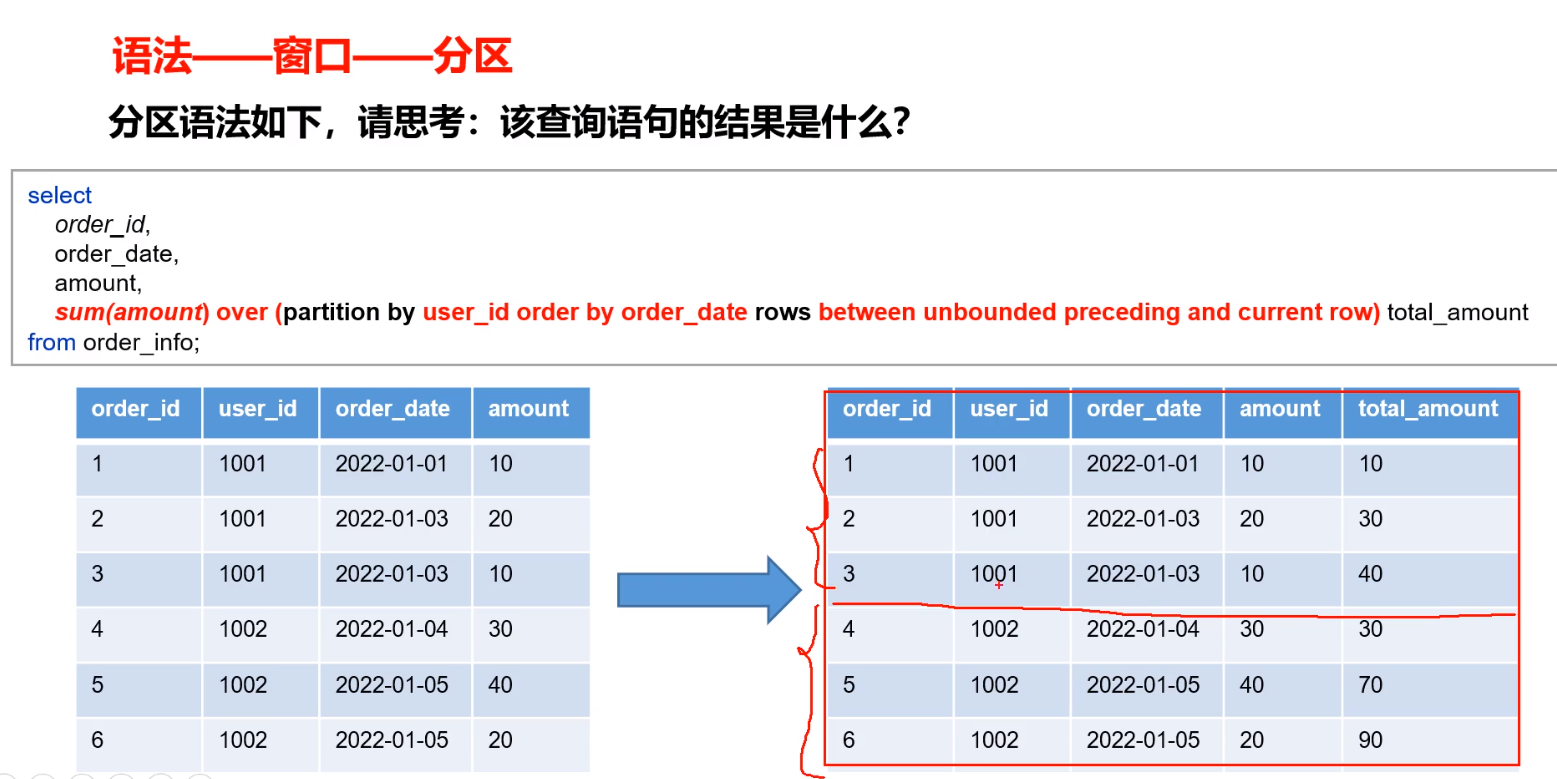 语法——窗口——分区
分区语法如下，请思考：该查询语句的结果是什么？
select
order_id,
order_date,
amount,
sum(amount) over (partition by user_id order by order_date rows between unbounded preceding and current row) total_amount
from order_info;
order_id user_id order_date amount
1 1001 2022-01-01 10
2 1001 2022-01-03 20
3 1001 2022-01-03 10
4 1002 2022-01-04 30
5 1002 2022-01-05 40
6 1002 2022-01-05 20
order_id user_id order_date amount total_amount
1 1001 2022-01-01 10 10
2 1001 2022-01-03 20 30
3 1001 2022-01-03 10 40
4 1002 2022-01-04 30 30
5 1002 2022-01-05 40 70
6 1002 2022-01-05 20 90